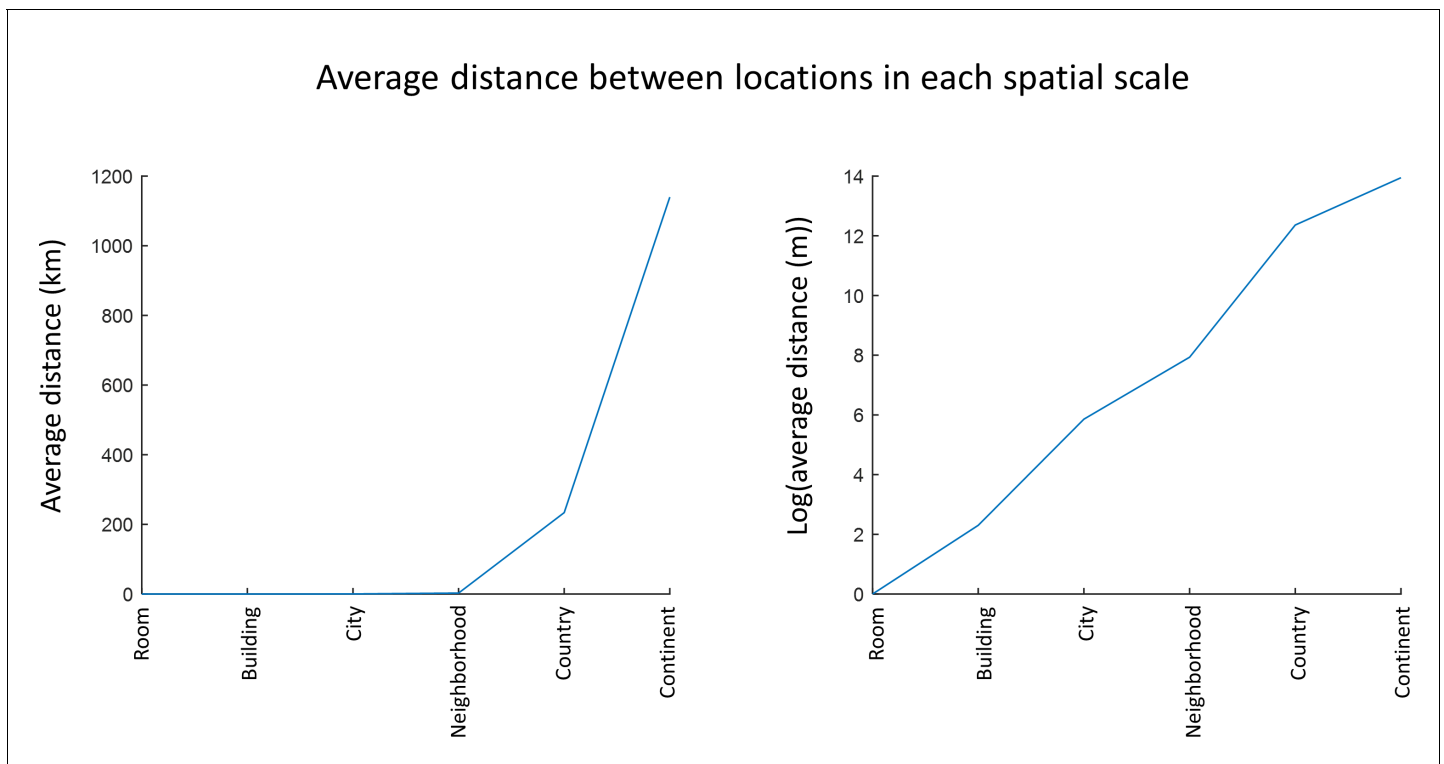 Average distance between locations in each spatial scale
Average distance (km)
1200
1000
800
600
400
200
0
Room
Building
City
Neighborhood
Country
Continent
Log(average distance (m))
14
12
10
8
6
4
2
0
Room
Building
City
Neighborhood
Country
Continent